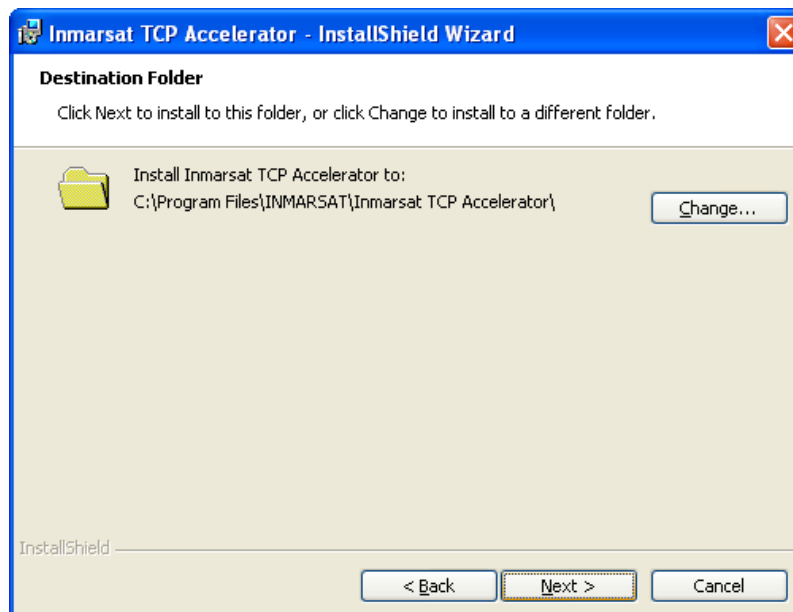 Inmarsat TCP Accelerator - InstallShield Wizard
Destination Folder
Click Next to install to this folder, or click Change to install to a different folder.
Install Inmarsat TCP Accelerator to:
C:\Program Files\INMARSAT\Inmarsat TCP Accelerator\
Change...
InstallShield
< Back
Next >
Cancel